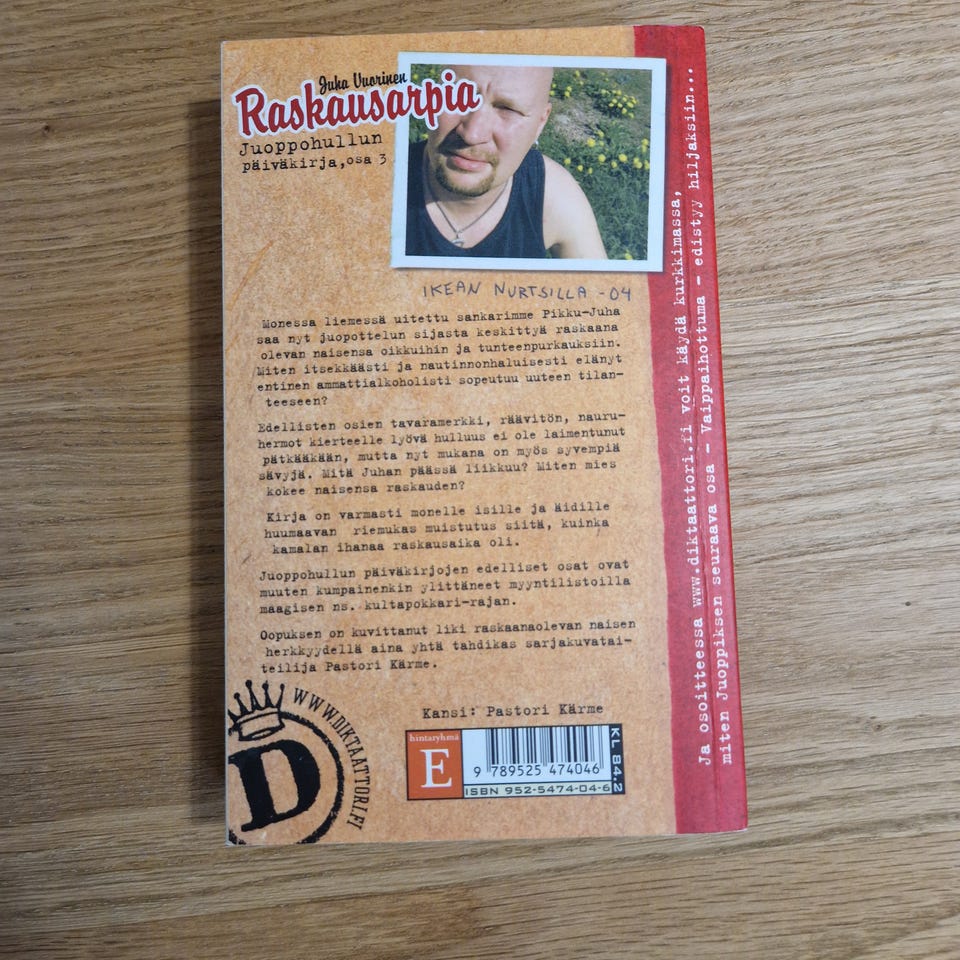 Juha Vuorinen
Raskausarpia
Juoppohullun
päiväkirja, osa 3
IKEAN NURTSILLA -04
Monessa liemessä uitettu sankarimme Pikku-Juha
saa nyt juopottelun sijasta keskittyä raskaana
olevan naisensa oikkuihin ja tunteenpurkauksiin.
Miten itsekkäästi ja nautinnonhaluisesti elänyt
entinen ammattialkoholisti sopeutuu uuteen tilan-
teeseen?
Edellisten osien tavaramerkki, räävitön, nauru-
hermot kierteelle lyövä hulluus ei ole laimentunut
pätkääkään, mutta nyt mukana on myös syvempiä
sävyjä. Mitä Juhan päässä liikkuu? Miten mies
kokee naisensa raskauden?
Kirja on varmasti monelle isille ja äidille
huumaavan riemukas muistutus siitä, kuinka
kamalan ihanaa raskausaika oli.
Juoppohullun päiväkirjojen edelliset osat ovat
muuten kumpainenkin ylittäneet myyntilistoilla
maagisen ns. kultapokkari-rajan.
Oopuksen on kuvittanut liki raskaanaolevan naisen
herkkyydellä aina yhtä tahdikas sarjakuvatai-
teilija Pastori Kärme.
Kansi: Pastori Kärme
hintaryhmä
E
9 789525 474046
ISBN 952-5474-04-6
KL 84.2
D
WWW.DIKTAATTORI.FI
Ja osoitteessa www.diktaattori.fi voit käydä kurkkimassa,
miten Juoppiksen seuraava osa - Vaippaihottuma - edistyy hiljaksiin...